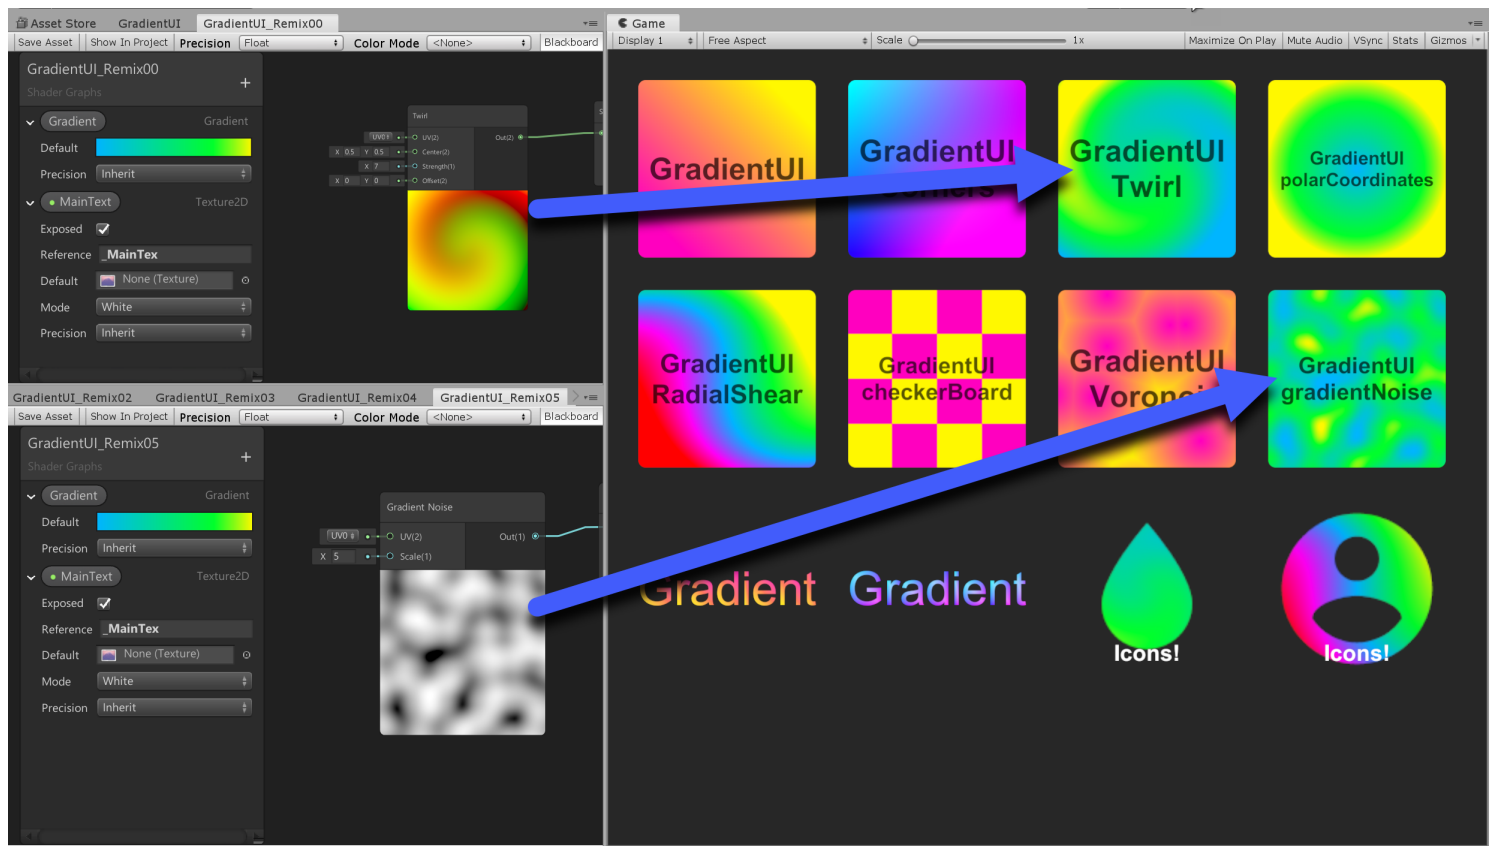 Asset Store GradientUI GradientUI_Remix00
Save Asset Show In Project Precision Float Color Mode <None> Blackboard
GradientUI_Remix00
Shader Graphs
+
Gradient Gradient
Default
Precision Inherit
MainText Texture2D
Exposed
Reference _MainTex
Default None (Texture)
Mode White
Precision Inherit
Twirl
UV0 UV(2) Out(2)
X 0.5 Y 0.5 Center(2)
X 7 Strength(1)
X 0 Y 0 Offset(2)
S
GradientUI_Remix02 GradientUI_Remix03 GradientUI_Remix04 GradientUI_Remix05
Save Asset Show In Project Precision Float Color Mode <None> Blackboard
GradientUI_Remix05
Shader Graphs
+
Gradient Gradient
Default
Precision Inherit
MainText Texture2D
Exposed
Reference _MainTex
Default None (Texture)
Mode White
Precision Inherit
Gradient Noise
UV0 UV(2) Out(1)
X 5 Scale(1)
Game
Display 1 Free Aspect Scale 1x Maximize On Play Mute Audio VSync Stats Gizmos
GradientUI
GradientUI
Corners
GradientUI
Twirl
GradientUI
polarCoordinates
GradientUI
RadialShear
GradientUI
checkerBoard
GradientUI
Voronoi
GradientUI
gradientNoise
Gradient
Gradient
Icons!
Icons!